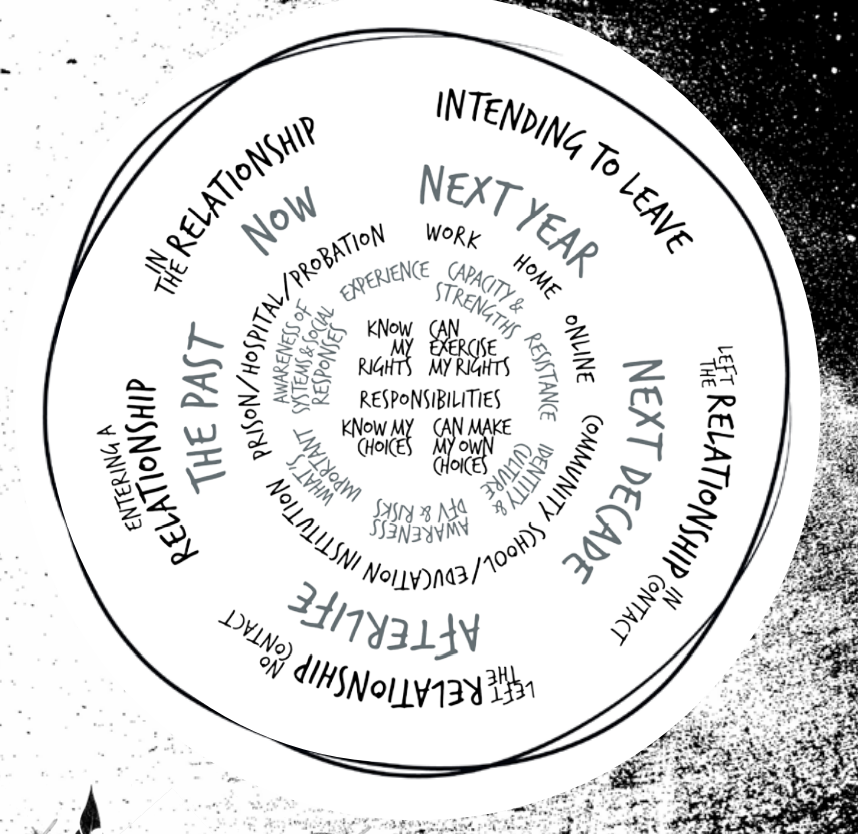 ENTERING A
RELATIONSHIP
IN
THE RELATIONSHIP
INTENDING TO LEAVE
LEFT
THE RELATIONSHIP IN
CONTACT
LEFT
THE RELATIONSHIP NO
CONTACT
THE PAST
NOW
NEXT YEAR
NEXT DECADE
AFTERLIFE
PRISON/HOSPITAL/PROBATION
WORK
HOME
ONLINE
COMMUNITY
SCHOOL/EDUCATION INSTITUTION
AWARENESS OF
SYSTEMS & SOCIAL
RESPONSES
EXPERIENCE
CAPACITY &
STRENGTHS
RESISTANCE
IDENTITY &
CULTURE
AWARENESS
DFV & RISKS
WHAT'S
IMPORTANT
KNOW
MY
RIGHTS
CAN
EXERCISE
MY RIGHTS
RESPONSIBILITIES
KNOW MY
CHOICES
CAN MAKE
MY OWN
CHOICES